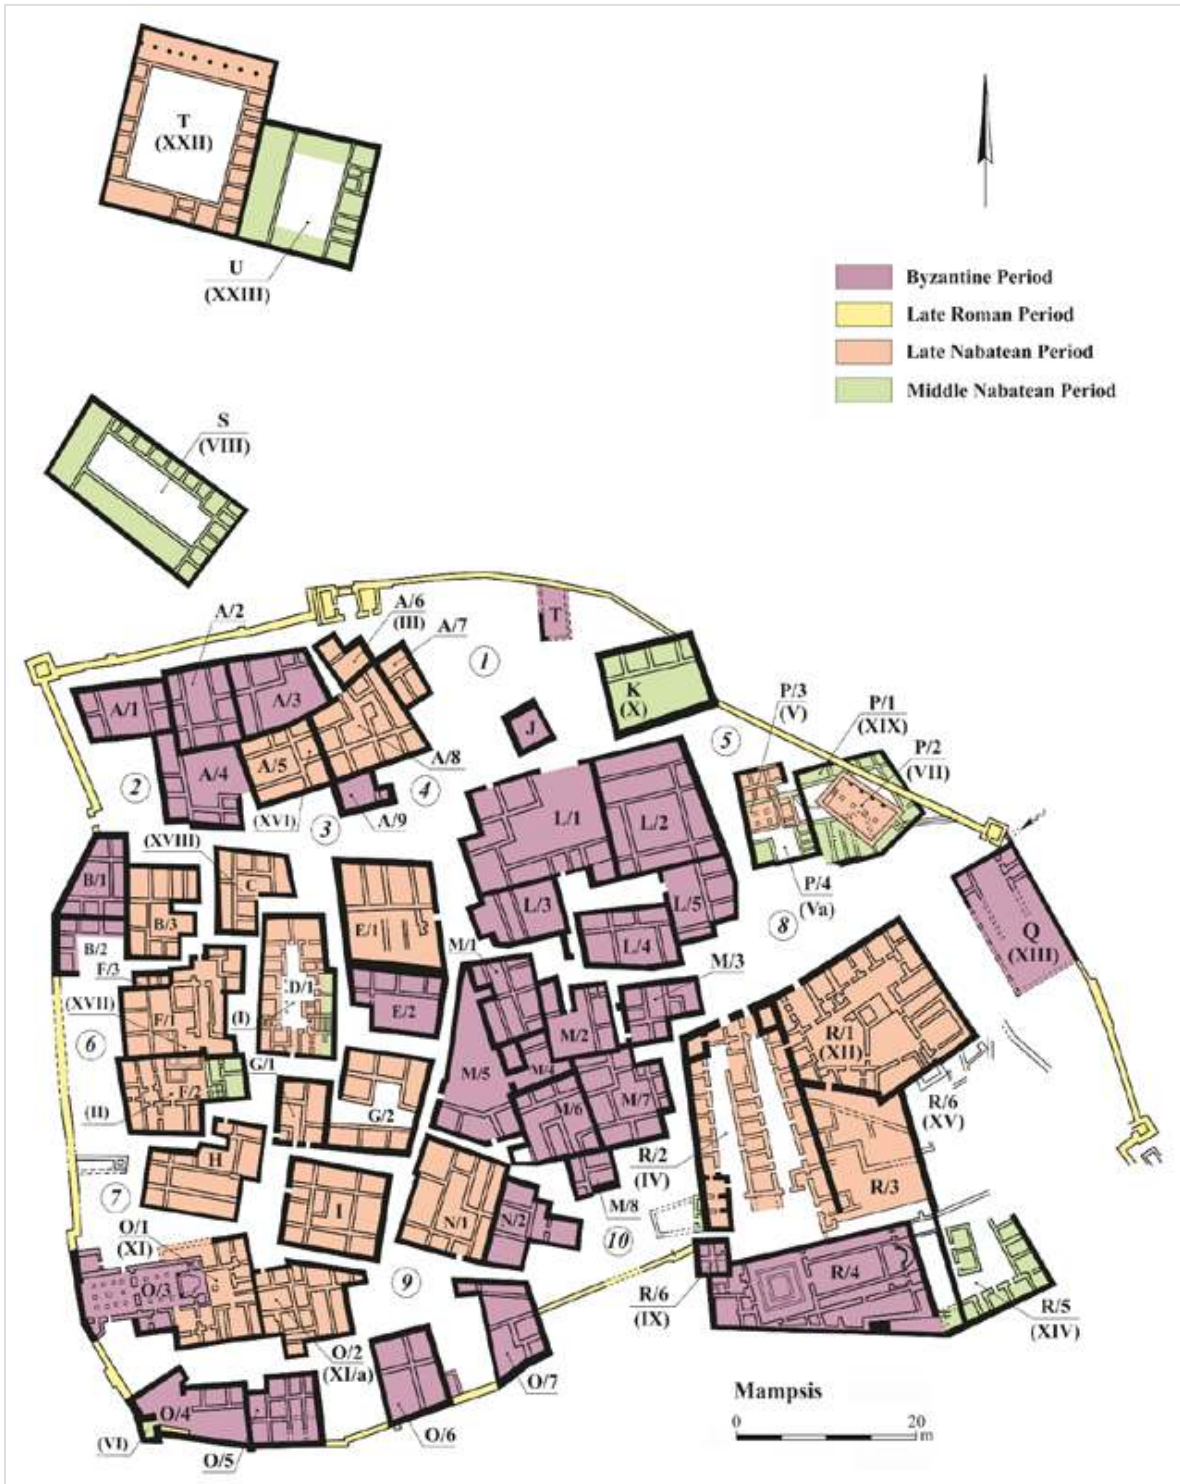 T
(XXII)
U
(XXIII)
Byzantine Period
Late Roman Period
Late Nabatean Period
Middle Nabatean Period
S
(VIII)
A/2
A/6
(III)
A/7
T
1
A/1
A/3
K
(X)
P/3
(V)
P/1
(XIX)
J
5
P/2
(VII)
2
A/4
A/5
A/8
4
(XVI)
3
A/9
L/1
L/2
(XVIII)
B/1
C
P/4
(Va)
B/3
E/1
L/3
L/5
8
Q
(XIII)
B/2
F/3
M/1
L/4
(XVII)
D/1
M/3
F/1
(I)
E/2
6
M/2
R/1
(XII)
G/1
M/4
M/5
F/2
G/2
M/6
M/7
R/6
(XV)
(II)
H
R/2
(IV)
R/3
7
I
N/1
N/2
M/8
O/1
(XI)
10
O/3
9
R/6
(IX)
R/4
R/5
(XIV)
O/2
(XI/a)
O/7
Mampsis
O/4
0 20
m
(VI)
O/5
O/6